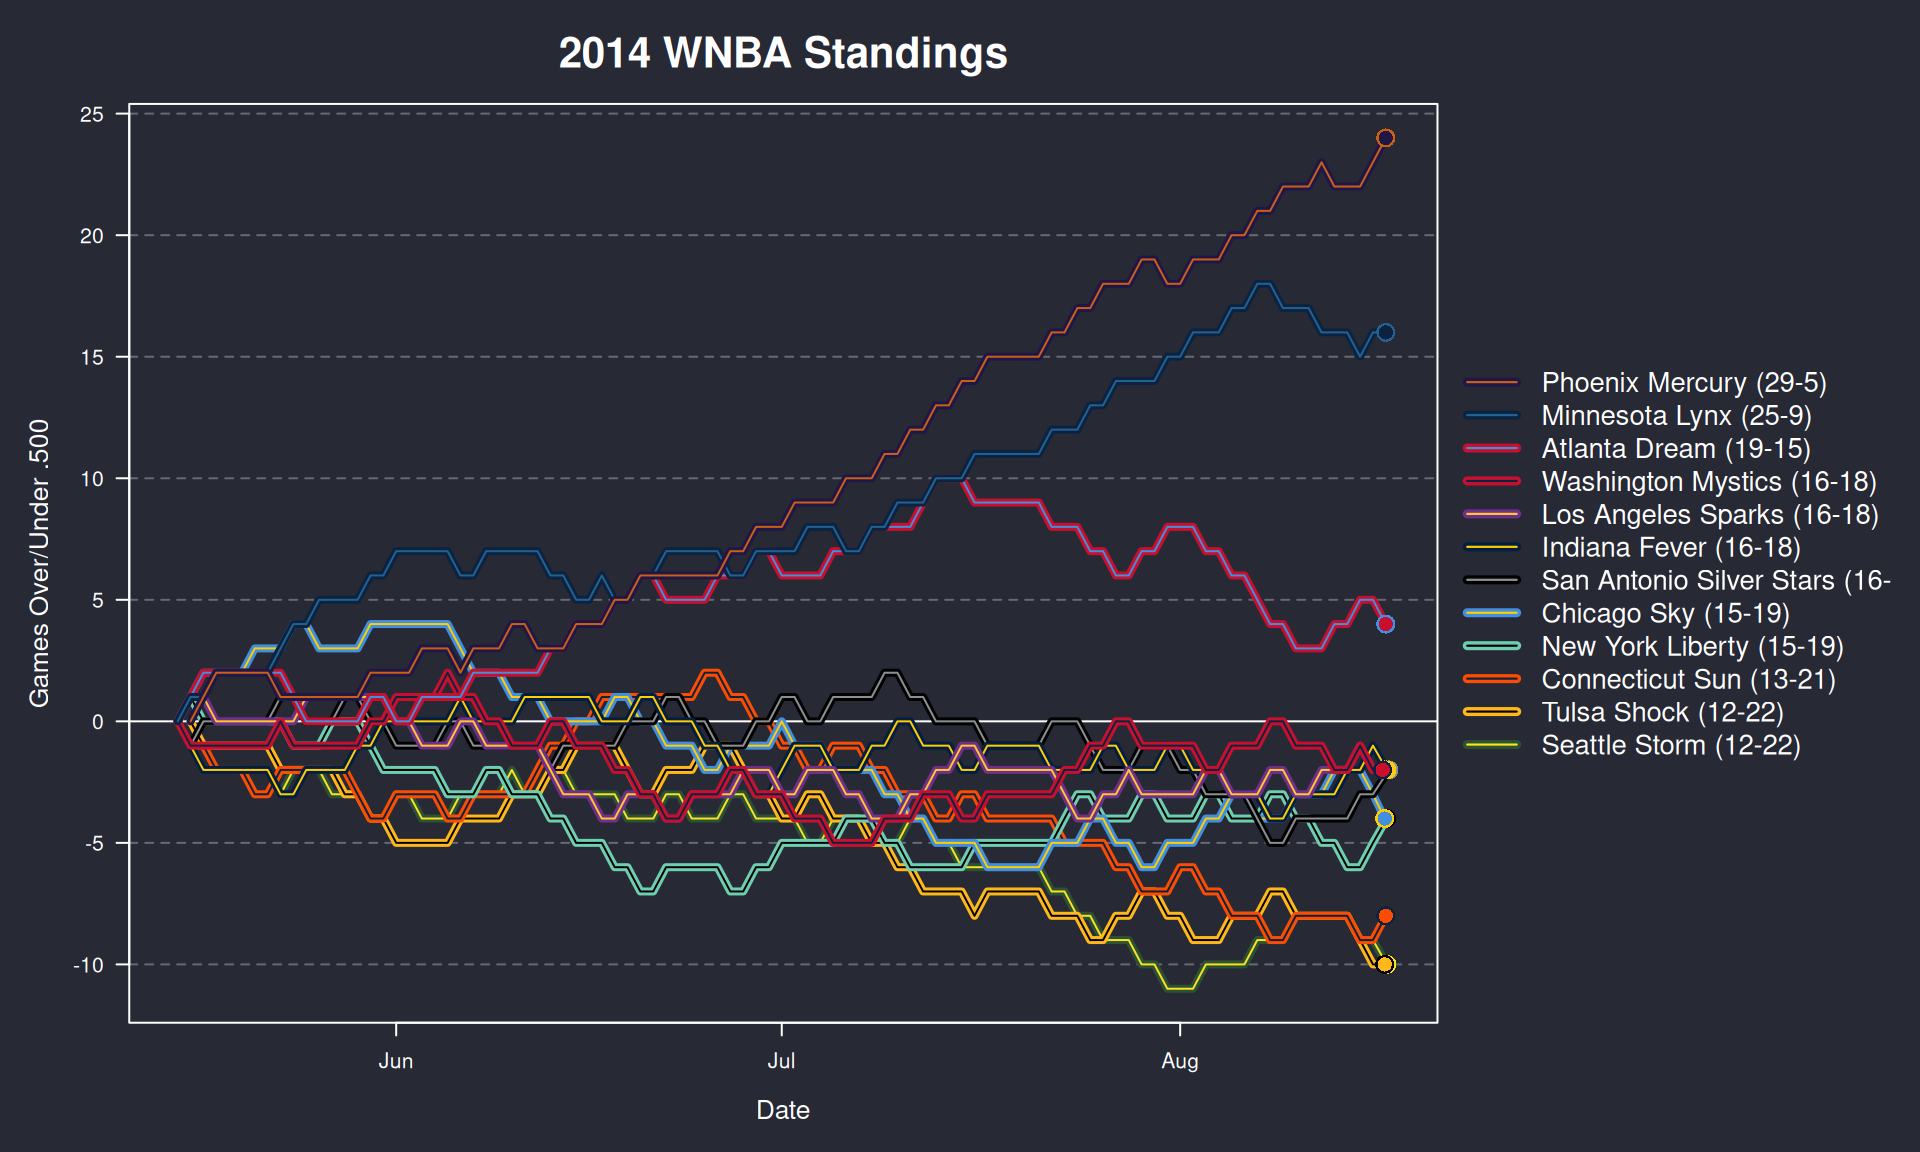 2014 WNBA Standings
25
20
15
10
5
0
-5
-10
Games Over/Under .500
Jun
Jul
Aug
Date
Phoenix Mercury (29-5)
Minnesota Lynx (25-9)
Atlanta Dream (19-15)
Washington Mystics (16-18)
Los Angeles Sparks (16-18)
Indiana Fever (16-18)
San Antonio Silver Stars (16-
Chicago Sky (15-19)
New York Liberty (15-19)
Connecticut Sun (13-21)
Tulsa Shock (12-22)
Seattle Storm (12-22)